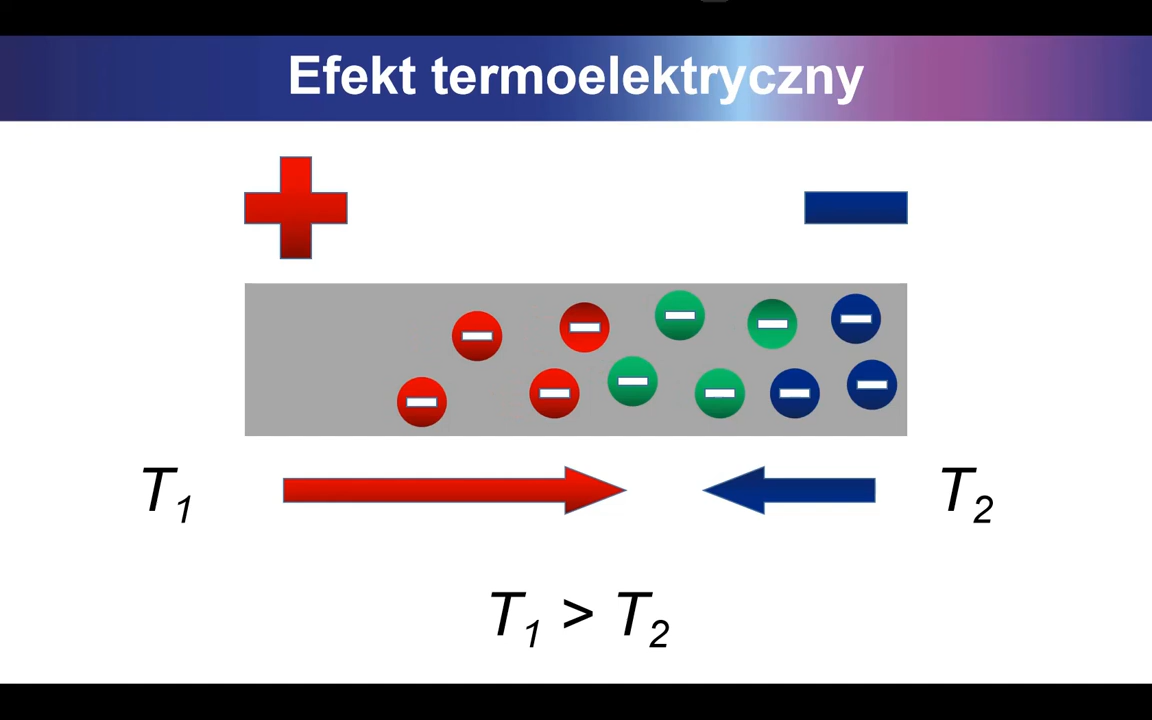 Efekt termoelektryczny
T₁ T₂
T₁ > T₂